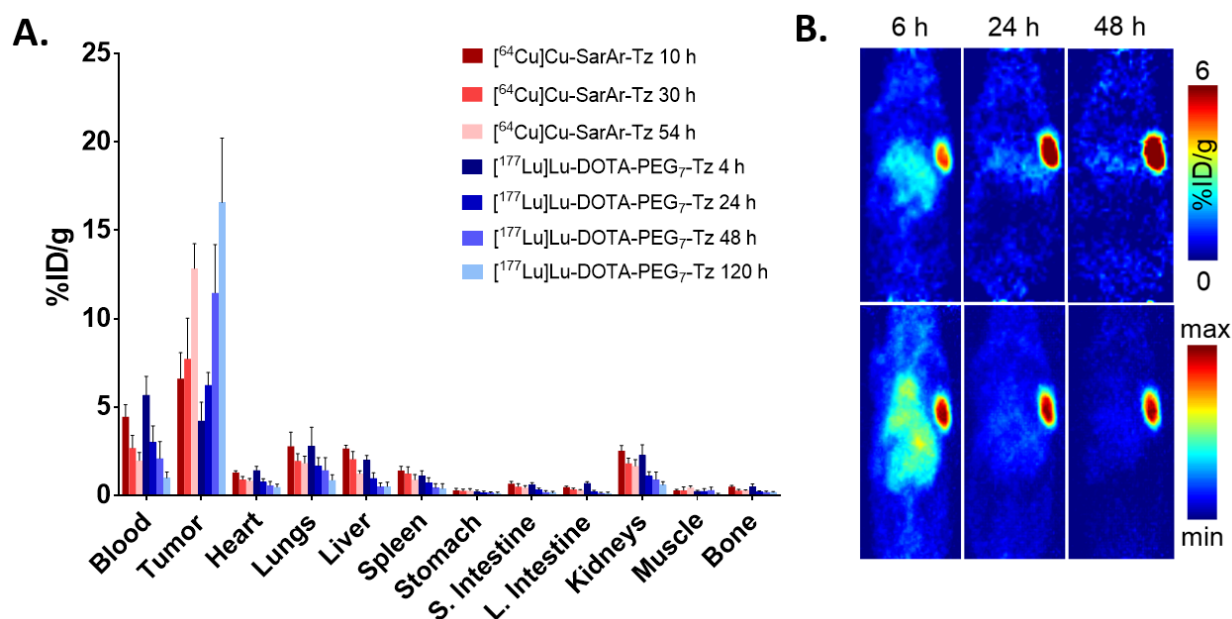 A.
25
20
15
10
5
0
%ID/g
[⁶⁴Cu]Cu-SarAr-Tz 10 h
[⁶⁴Cu]Cu-SarAr-Tz 30 h
[⁶⁴Cu]Cu-SarAr-Tz 54 h
[¹⁷⁷Lu]Lu-DOTA-PEG₇-Tz 4 h
[¹⁷⁷Lu]Lu-DOTA-PEG₇-Tz 24 h
[¹⁷⁷Lu]Lu-DOTA-PEG₇-Tz 48 h
[¹⁷⁷Lu]Lu-DOTA-PEG₇-Tz 120 h
Blood
Tumor
Heart
Lungs
Liver
Spleen
Stomach
S. Intestine
L. Intestine
Kidneys
Muscle
Bone
B.
6 h
24 h
48 h
6
%ID/g
0
max
min